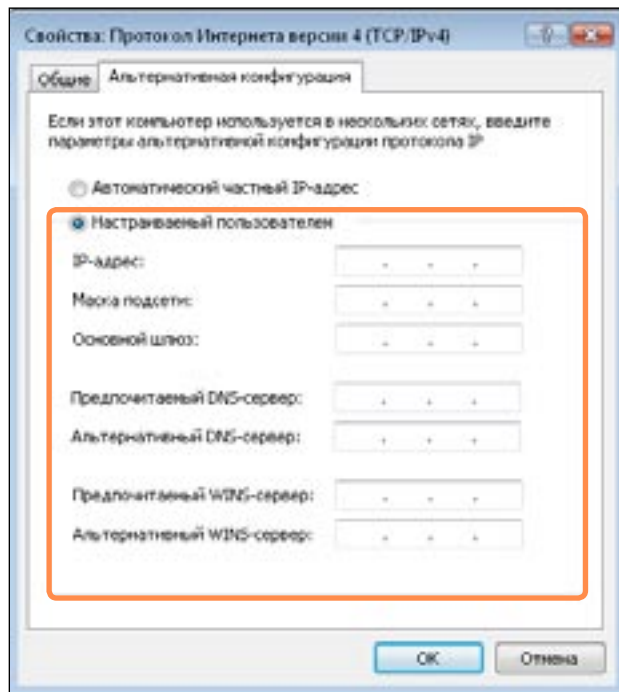 Свойства: Протокол Интернета версии 4 (TCP/IPv4)
Общие Альтернативная конфигурация
Если этот компьютер используется в нескольких сетях, введите
параметры альтернативной конфигурации протокола IP
Автоматический частный IP-адрес
Настраиваемый пользователем
IP-адрес:
Маска подсети:
Основной шлюз:
Предпочитаемый DNS-сервер:
Альтернативный DNS-сервер:
Предпочитаемый WINS-сервер:
Альтернативный WINS-сервер:
OK Отмена